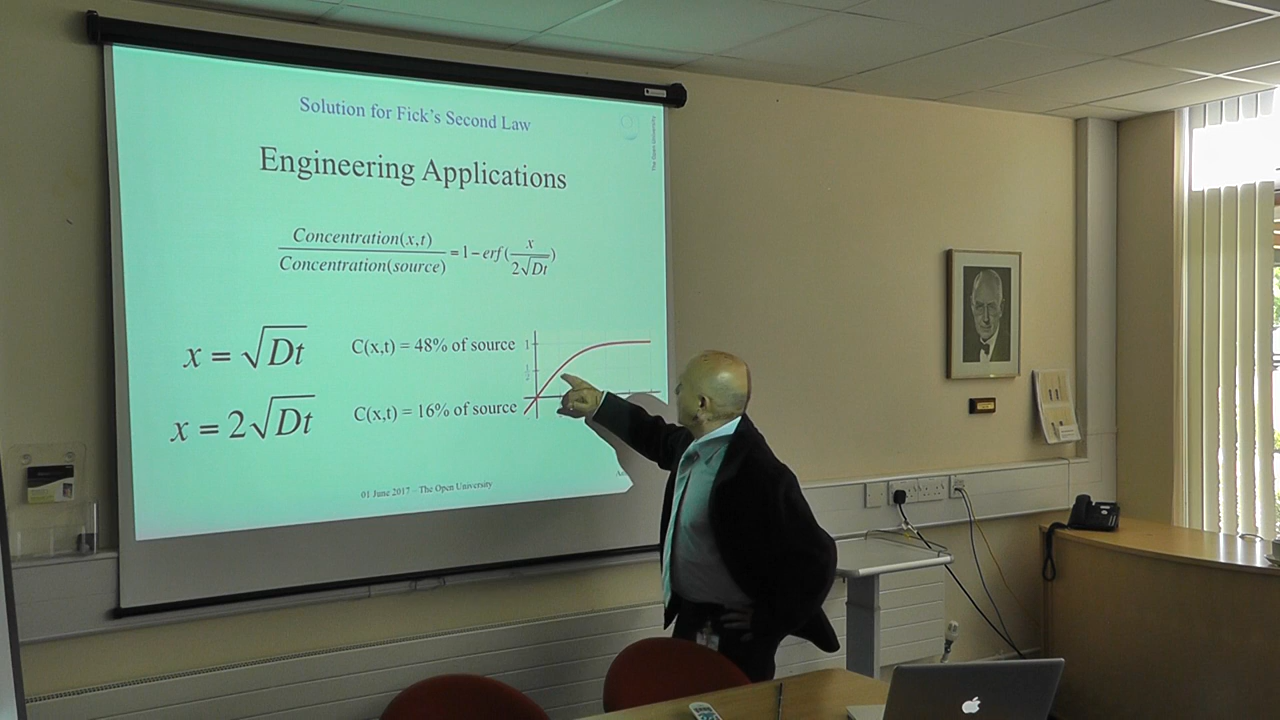 Solution for Fick's Second Law
The Open University
Engineering Applications
Concentration(x,t)
Concentration(source)
=1−erf(
x
2√Dt
)
x = √Dt
C(x,t) = 48% of source
1
½
x = 2√Dt
C(x,t) = 16% of source
01 June 2017 – The Open University